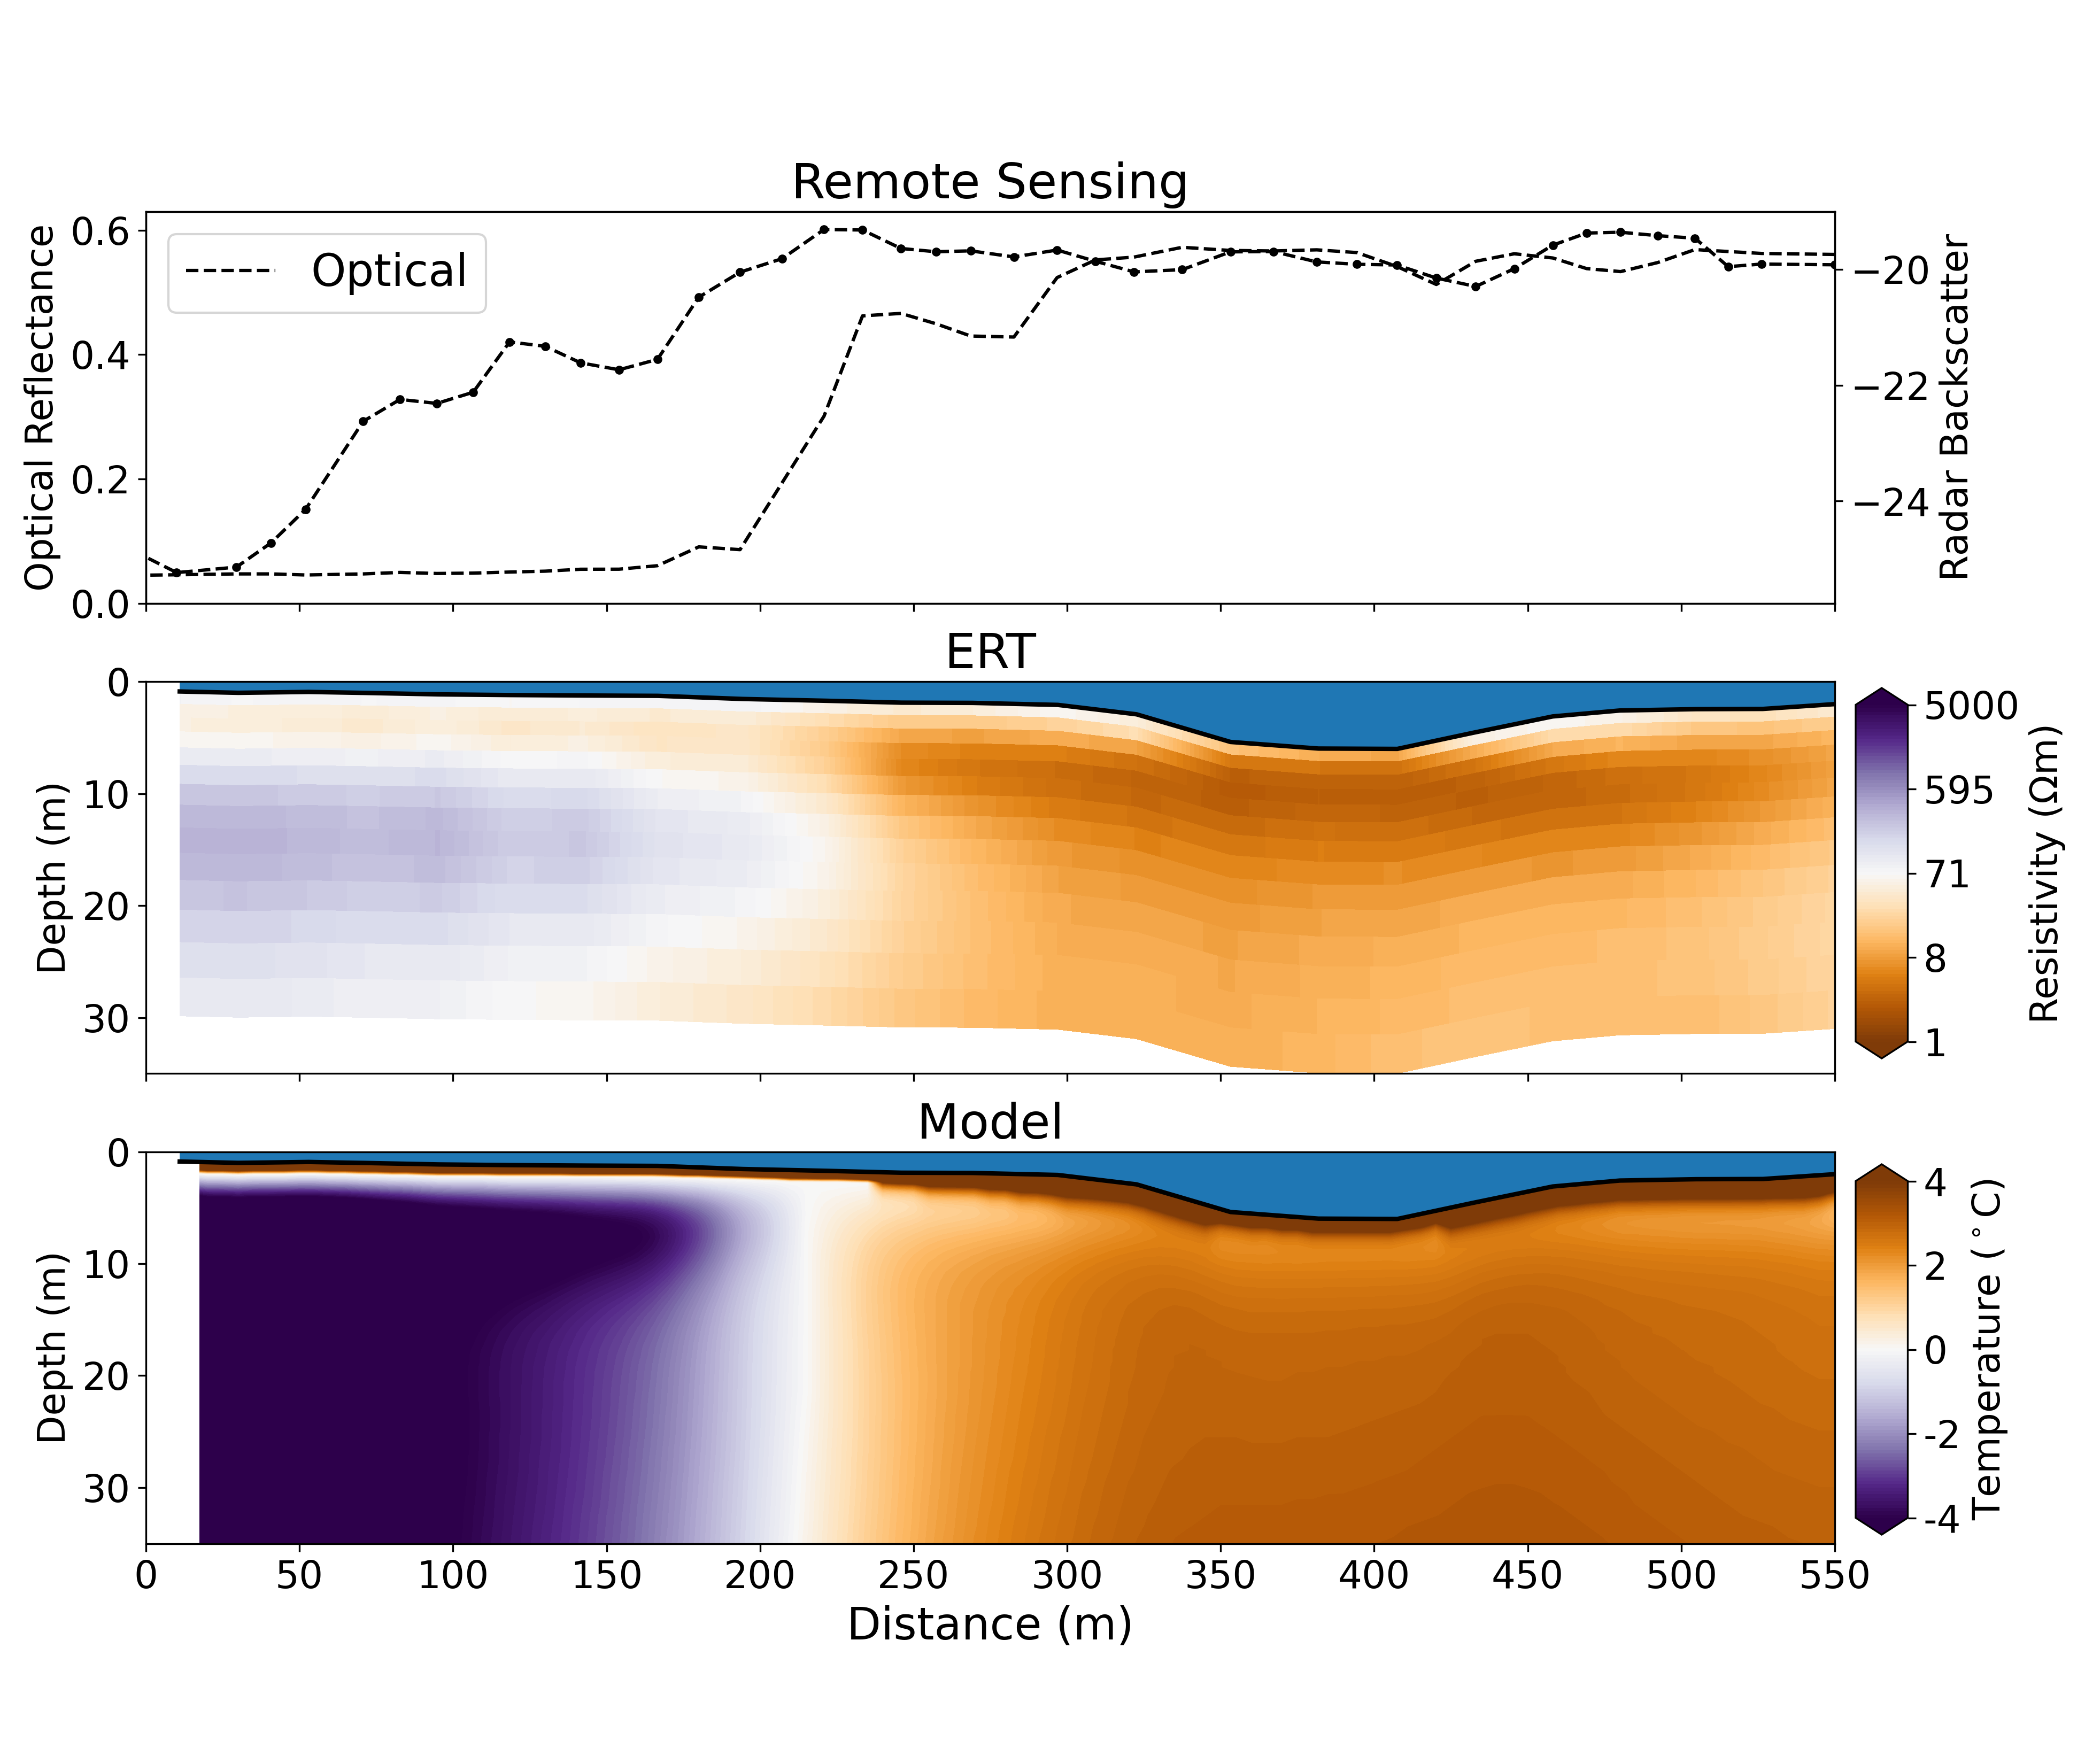 Remote Sensing
Optical Reflectance
0.6
0.4
0.2
0.0
Optical
−20
−22
−24
Radar Backscatter
ERT
Depth (m)
0
10
20
30
5000
595
71
8
1
Resistivity (Ωm)
Model
Depth (m)
0
10
20
30
4
2
0
-2
-4
Temperature (°C)
0 50 100 150 200 250 300 350 400 450 500 550
Distance (m)